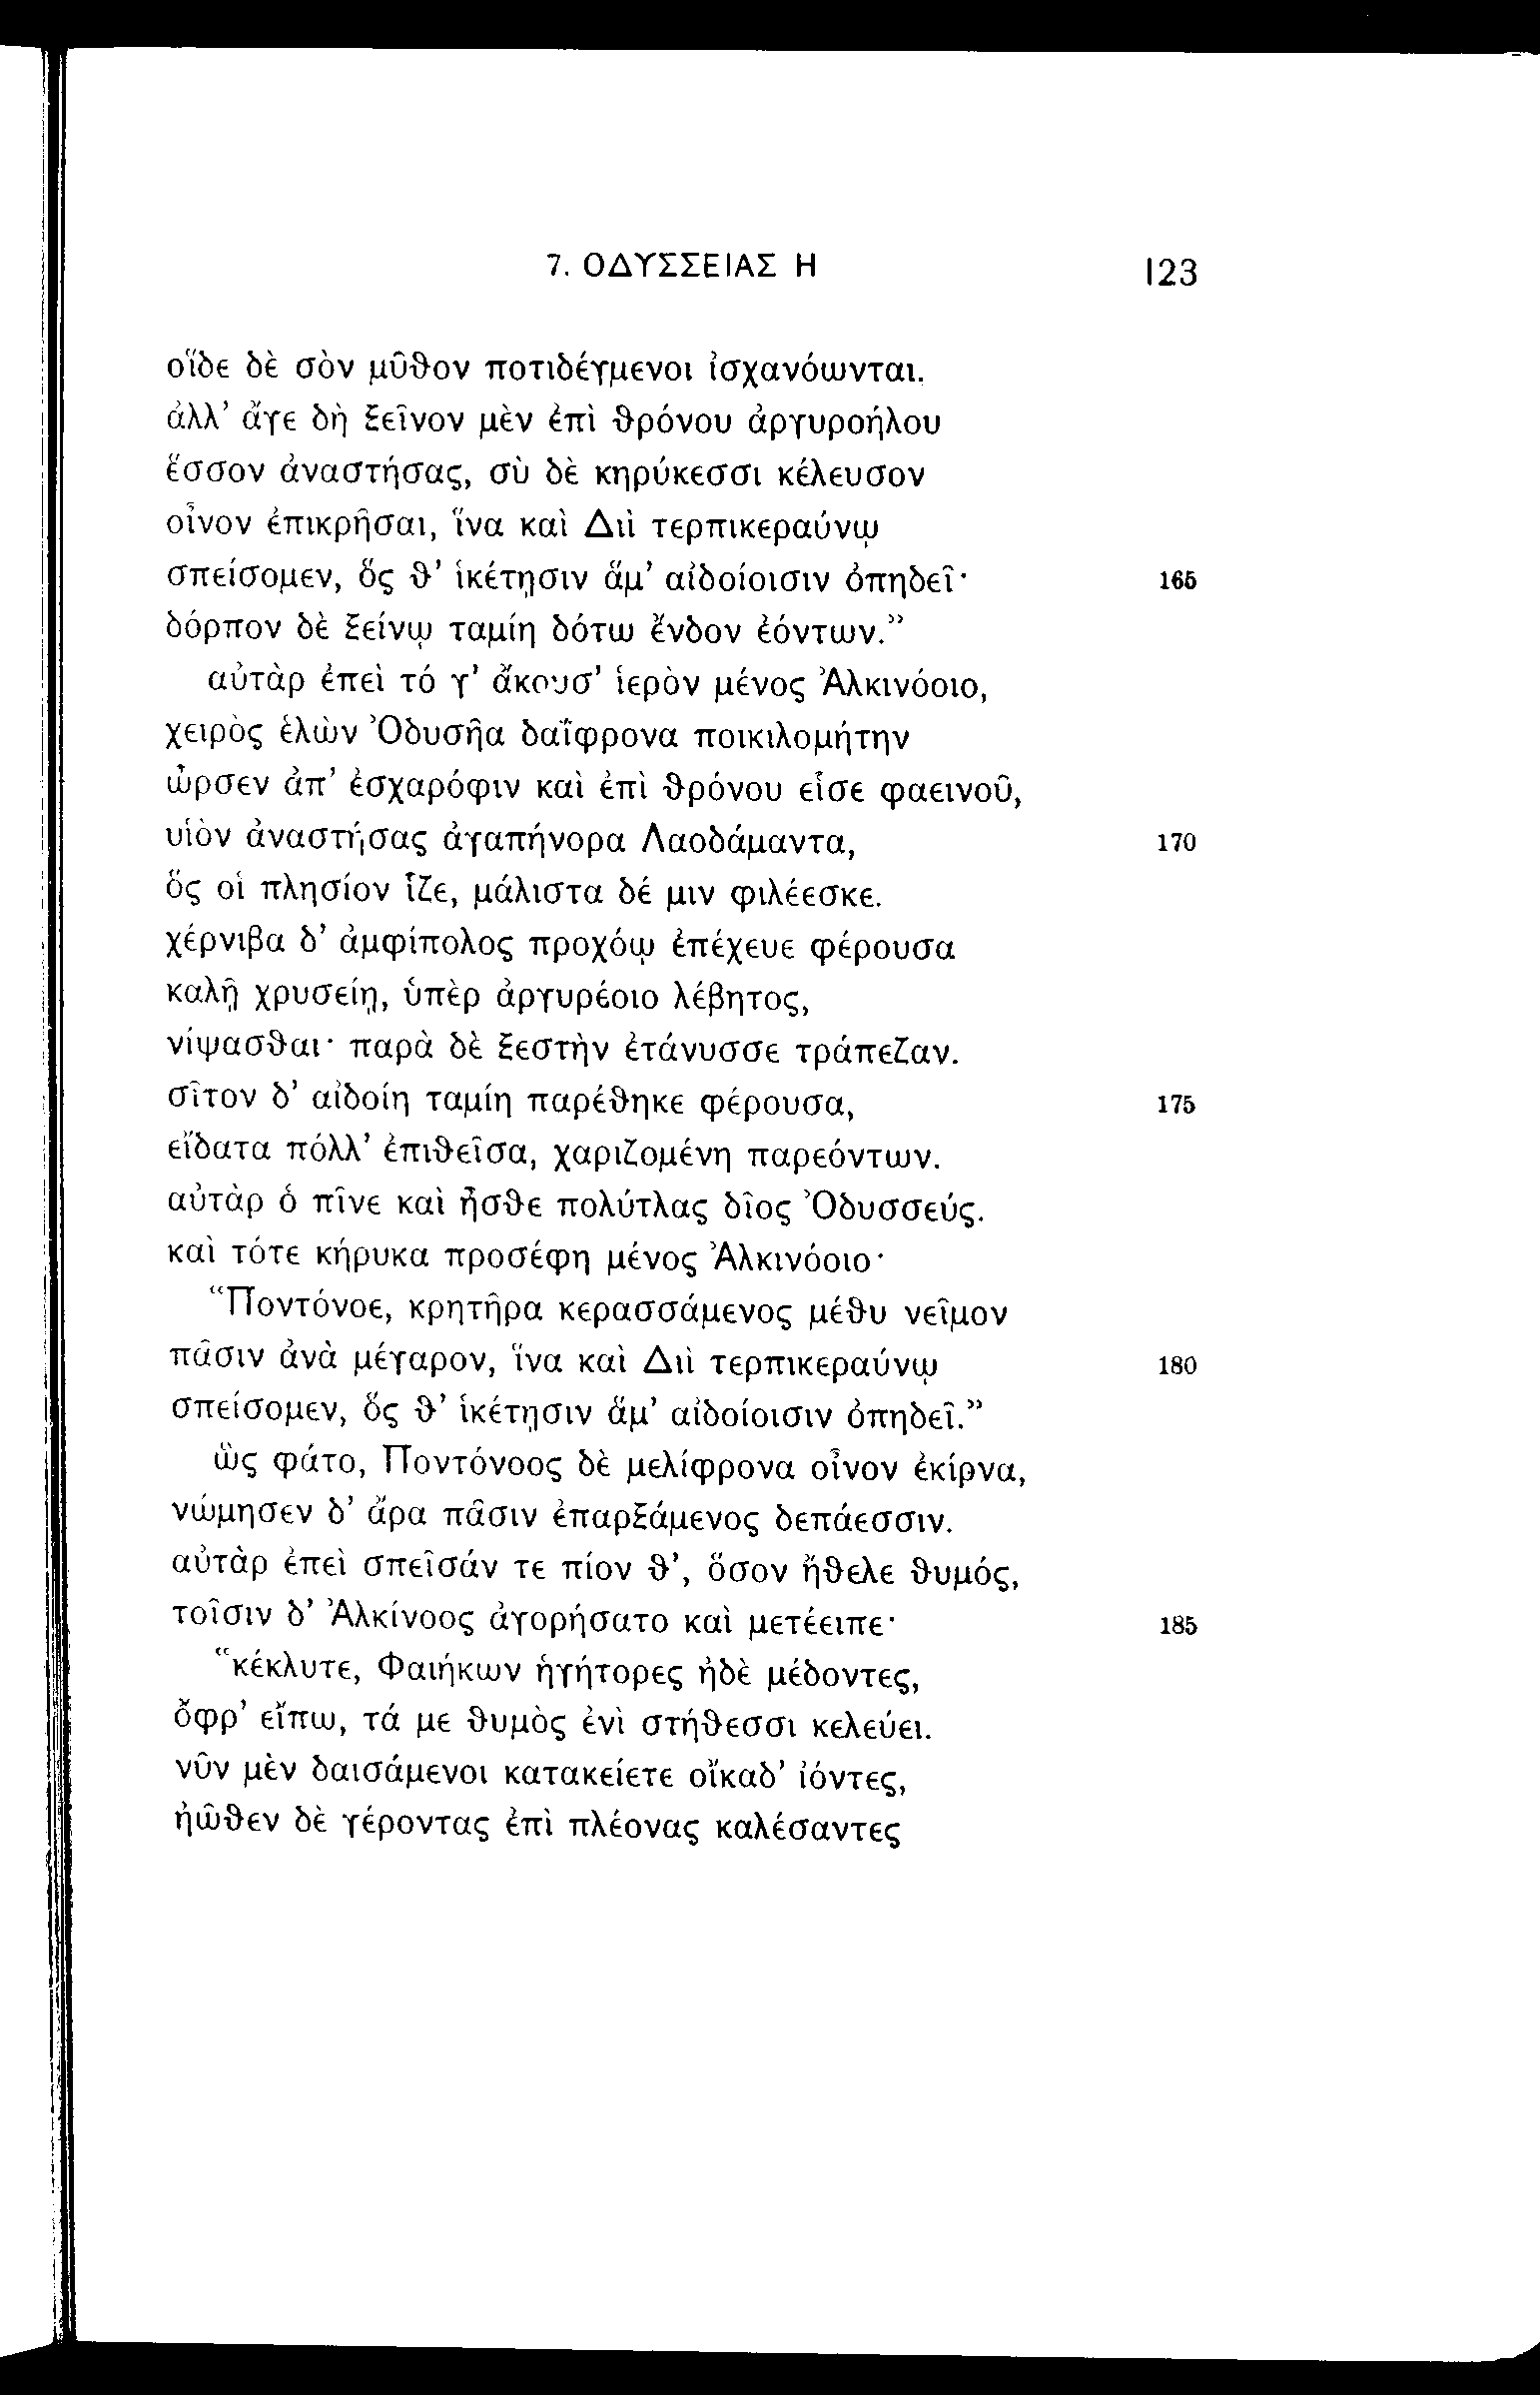 7. ΟΔΥΣΣΕΙΑΣ Η 123
οἵδε δὲ σὸν μῦθον ποτιδέγμενοι ἰσχανόωνται.
ἀλλ’ ἄγε δὴ ξεῖνον μὲν ἐπὶ θρόνου ἀργυροήλου
ἕσσον ἀναστήσας, σὺ δὲ κηρύκεσσι κέλευσον
οἶνον ἐπικρῆσαι, ἵνα καὶ Διὶ τερπικεραύνῳ
σπείσομεν, ὅς θ’ ἱκέτῃσιν ἅμ’ αἰδοίοισιν ὀπηδεῖ· 165
δόρπον δὲ ξείνῳ ταμίη δότω ἔνδον ἐόντων.”
αὐτὰρ ἐπεὶ τό γ’ ἄκουσ’ ἱερὸν μένος Ἀλκινόοιο,
χειρὸς ἑλὼν Ὀδυσῆα δαΐφρονα ποικιλομήτην
ὦρσεν ἀπ’ ἐσχαρόφιν καὶ ἐπὶ θρόνου εἷσε φαεινοῦ,
υἱὸν ἀναστήσας ἀγαπήνορα Λαοδάμαντα, 170
ὅς οἱ πλησίον ἷζε, μάλιστα δέ μιν φιλέεσκε.
χέρνιβα δ’ ἀμφίπολος προχόῳ ἐπέχευε φέρουσα
καλῇ χρυσείῃ, ὑπὲρ ἀργυρέοιο λέβητος,
νίψασθαι· παρὰ δὲ ξεστὴν ἐτάνυσσε τράπεζαν.
σῖτον δ’ αἰδοίη ταμίη παρέθηκε φέρουσα, 175
εἴδατα πόλλ’ ἐπιθεῖσα, χαριζομένη παρεόντων.
αὐτὰρ ὁ πῖνε καὶ ἦσθε πολύτλας δῖος Ὀδυσσεύς.
καὶ τότε κήρυκα προσέφη μένος Ἀλκινόοιο·
“Ποντόνοε, κρητῆρα κερασσάμενος μέθυ νεῖμον
πᾶσιν ἀνὰ μέγαρον, ἵνα καὶ Διὶ τερπικεραύνῳ 180
σπείσομεν, ὅς θ’ ἱκέτῃσιν ἅμ’ αἰδοίοισιν ὀπηδεῖ.”
ὣς φάτο, Ποντόνοος δὲ μελίφρονα οἶνον ἐκίρνα,
νώμησεν δ’ ἄρα πᾶσιν ἐπαρξάμενος δεπάεσσιν.
αὐτὰρ ἐπεὶ σπεῖσάν τε πίον θ’, ὅσον ἤθελε θυμός,
τοῖσιν δ’ Ἀλκίνοος ἀγορήσατο καὶ μετέειπε· 185
“κέκλυτε, Φαιήκων ἡγήτορες ἠδὲ μέδοντες,
ὄφρ’ εἴπω, τά με θυμὸς ἐνὶ στήθεσσι κελεύει.
νῦν μὲν δαισάμενοι κατακείετε οἴκαδ’ ἰόντες,
ἠῶθεν δὲ γέροντας ἐπὶ πλέονας καλέσαντες